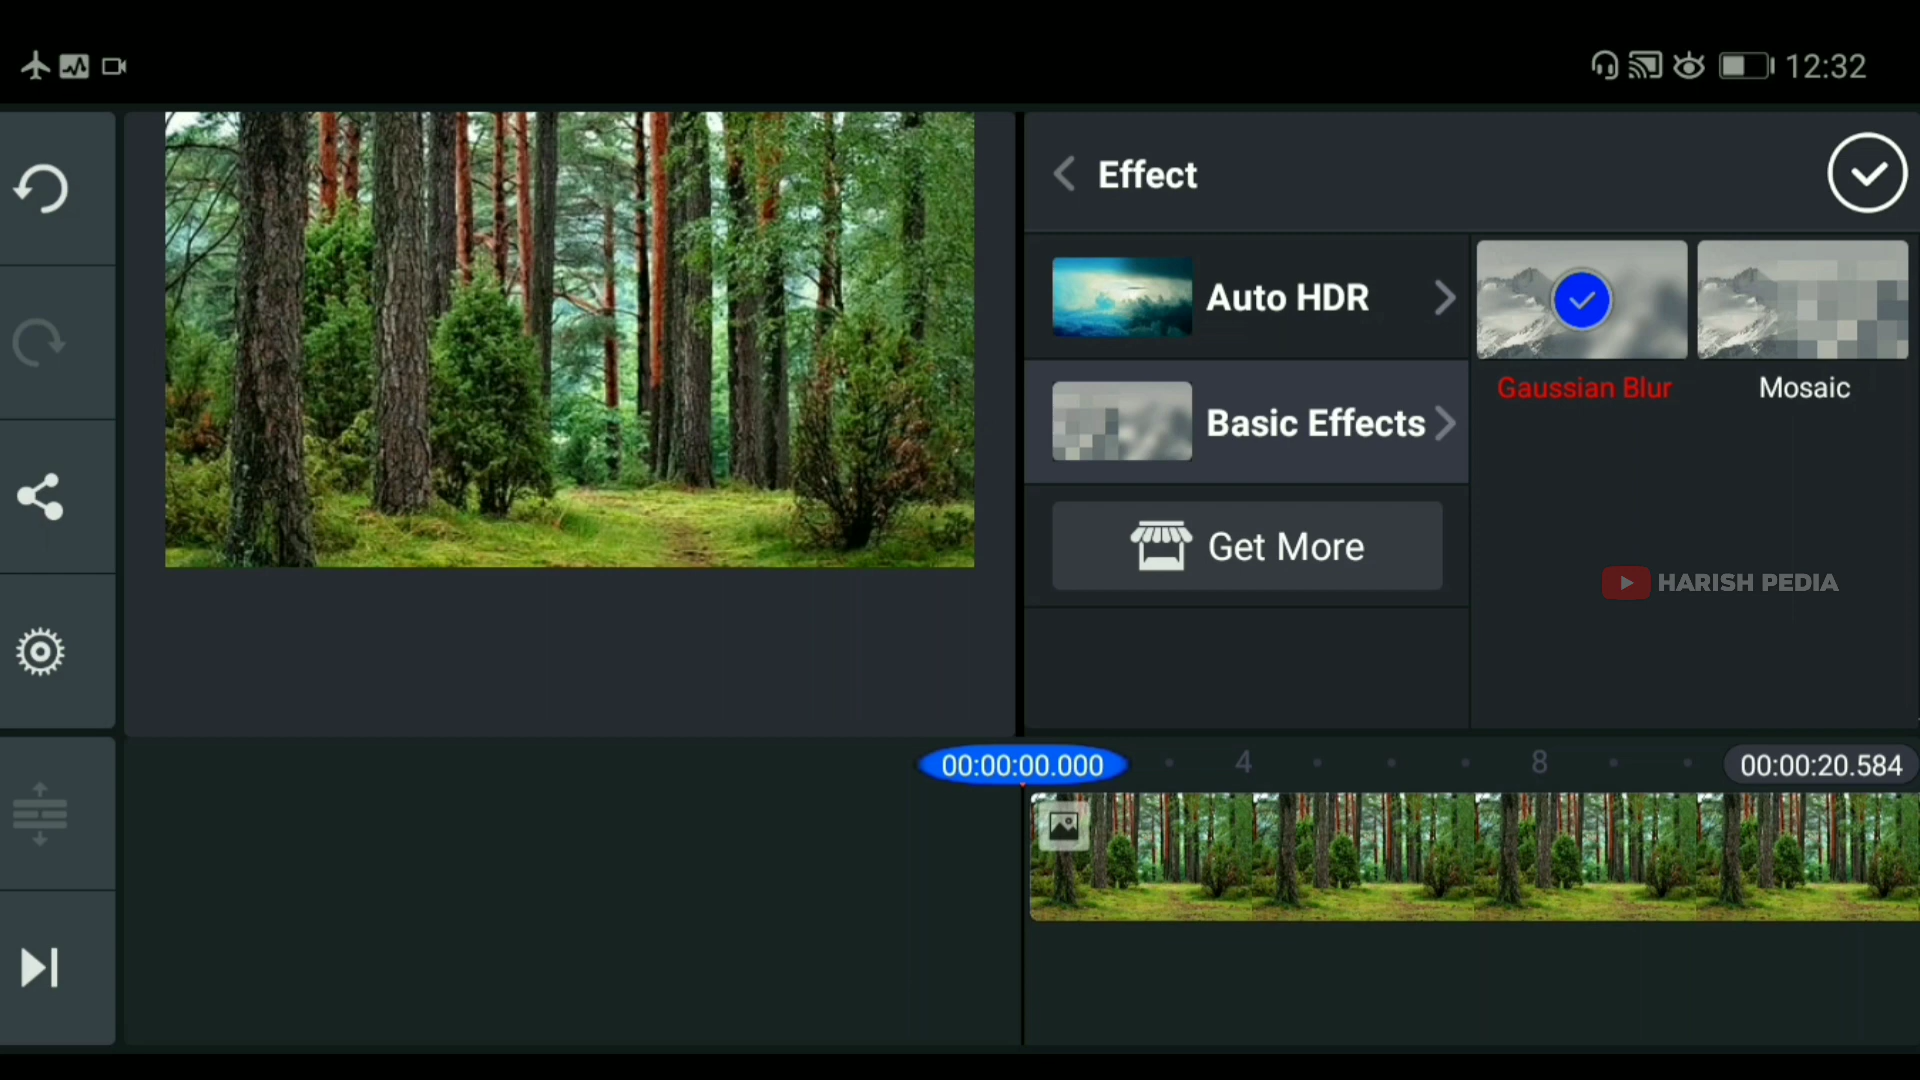 12:32
Effect
Auto HDR
Basic Effects
Get More
Gaussian Blur
Mosaic
HARISH PEDIA
00:00:00.000
4
8
00:00:20.584